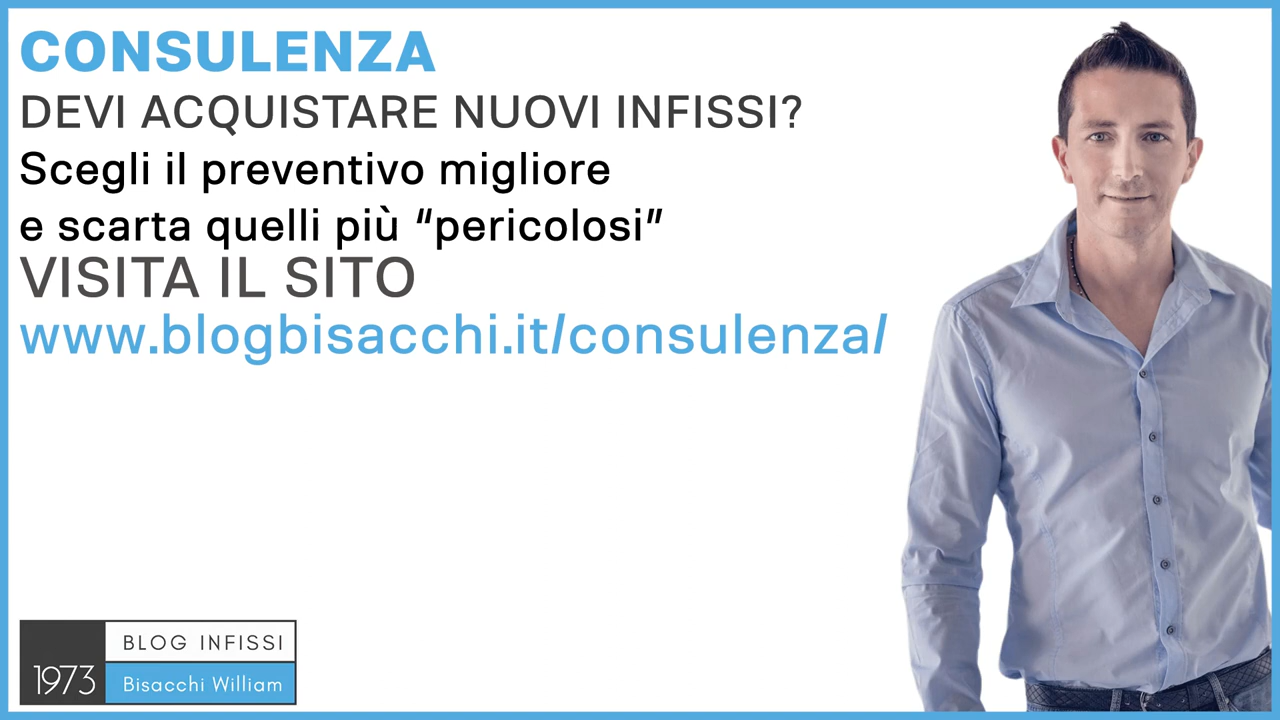 CONSULENZA
DEVI ACQUISTARE NUOVI INFISSI?
Scegli il preventivo migliore
e scarta quelli più “pericolosi”
VISITA IL SITO
www.blogbisacchi.it/consulenza/
1973
BLOG INFISSI
Bisacchi William